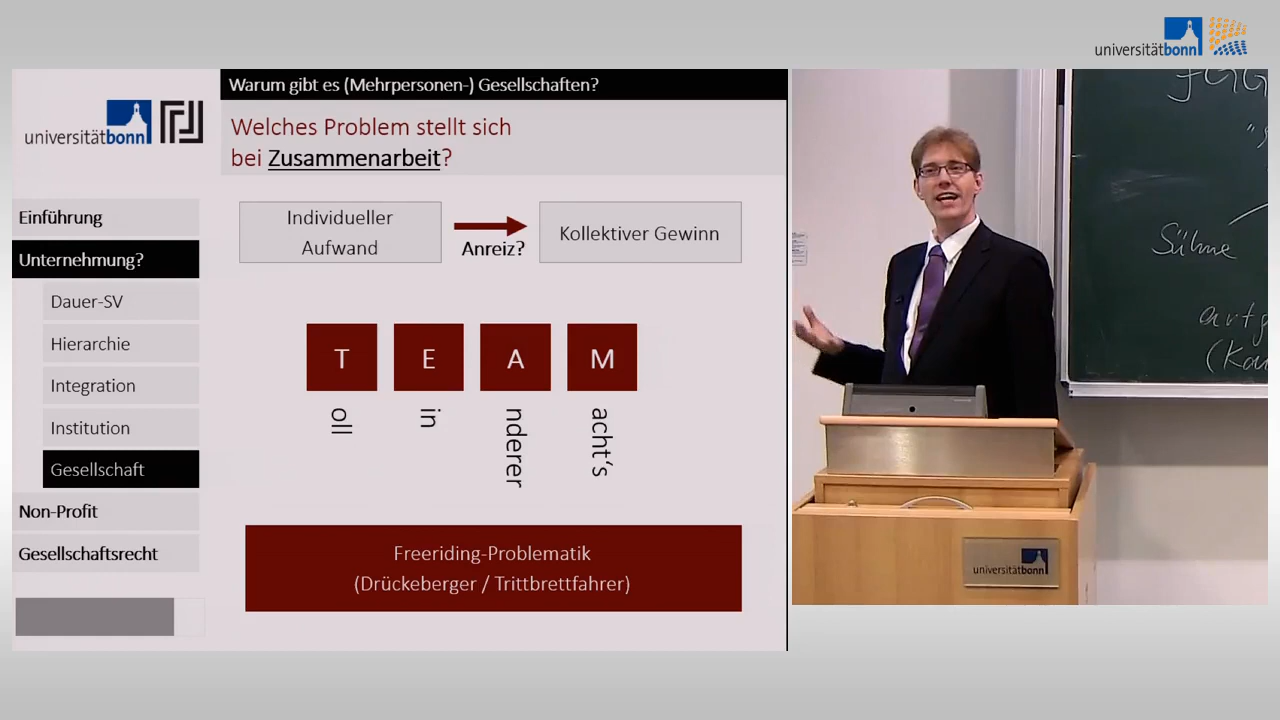 universitätbonn
Warum gibt es (Mehrpersonen-) Gesellschaften?
universitätbonn
Welches Problem stellt sich
bei Zusammenarbeit?
Einführung
Unternehmung?
Dauer-SV
Hierarchie
Integration
Institution
Gesellschaft
Non-Profit
Gesellschaftsrecht
Individueller
Aufwand
Anreiz?
Kollektiver Gewinn
T E A M
oll in nderer acht‘s
Freeriding-Problematik
(Drückeberger / Trittbrettfahrer)
Sühne
universitätbonn